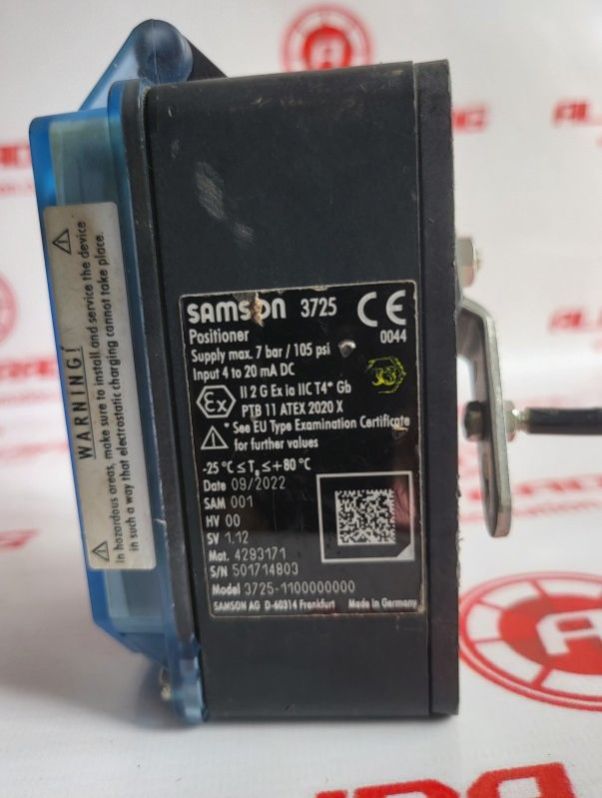 WARNING!
In hazardous areas, make sure to install and service the device
in such a way that electrostatic charging cannot take place.
SAMSON 3725
Positioner
0044
Supply max. 7 bar / 105 psi
Input 4 to 20 mA DC
Ex
II 2 G Ex ia IIC T4* Gb
PTB 11 ATEX 2020 X
* See EU Type Examination Certificate
for further values
-25 °C ≤ Ta ≤ +80 °C
Date 09/2022
SAM 001
HV 00
SV 1.12
Mat. 4293171
S/N 501714803
Model 3725-1100000000
SAMSON AG D-60314 Frankfurt Made in Germany